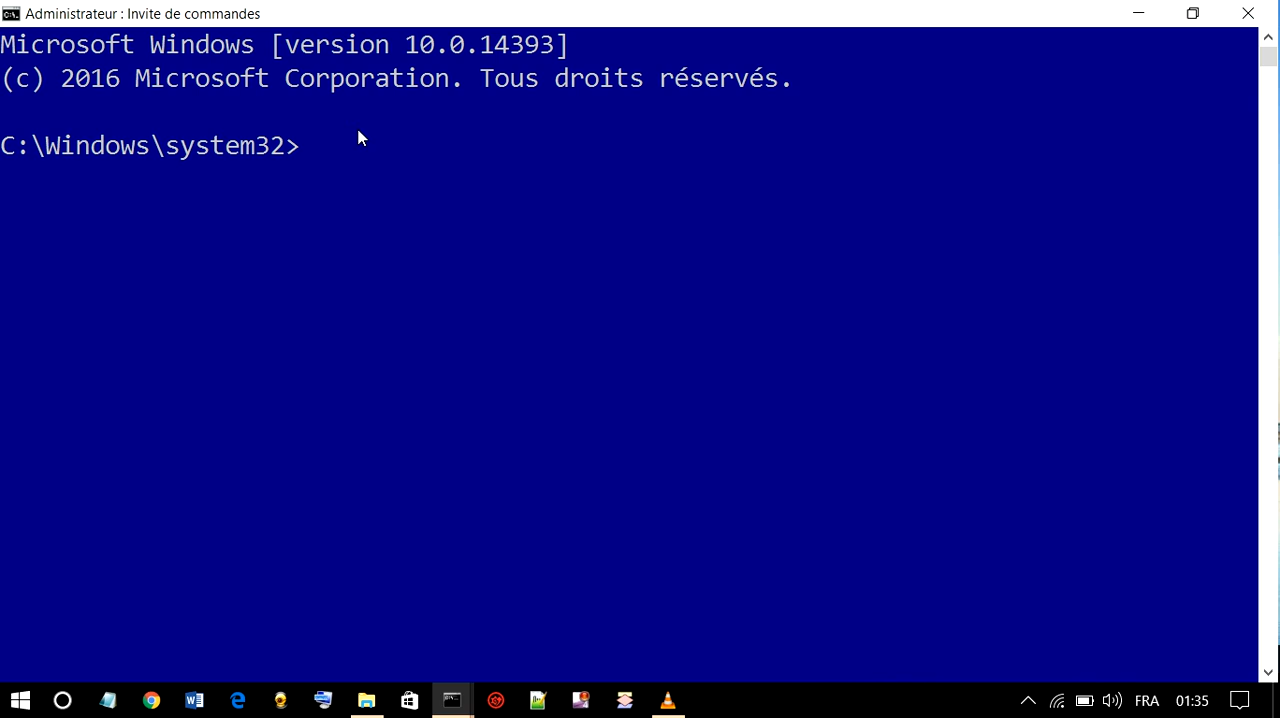 Administrateur : Invite de commandes
Microsoft Windows [version 10.0.14393]
(c) 2016 Microsoft Corporation. Tous droits réservés.
C:\Windows\system32>
FRA
01:35